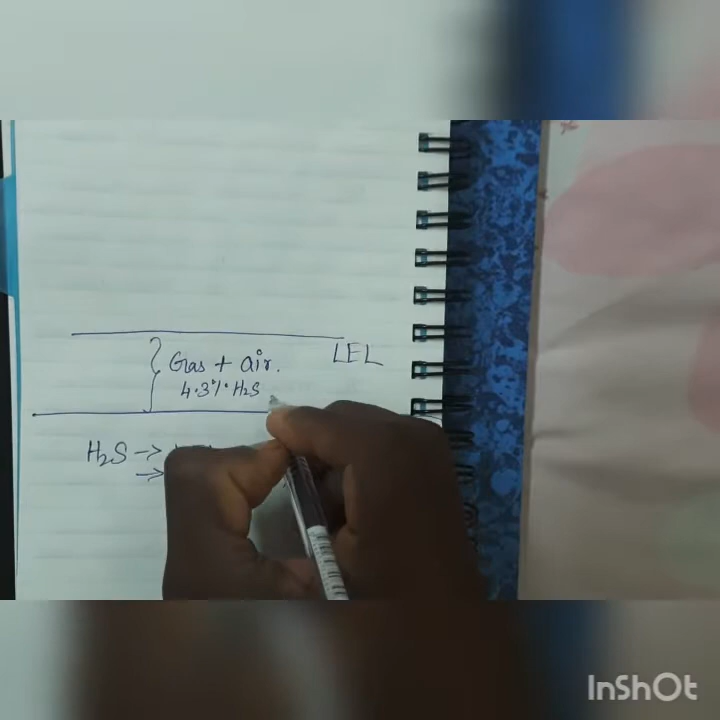 LEL
Gas + air.
4.3% H2S
H2S →
→
InShOt